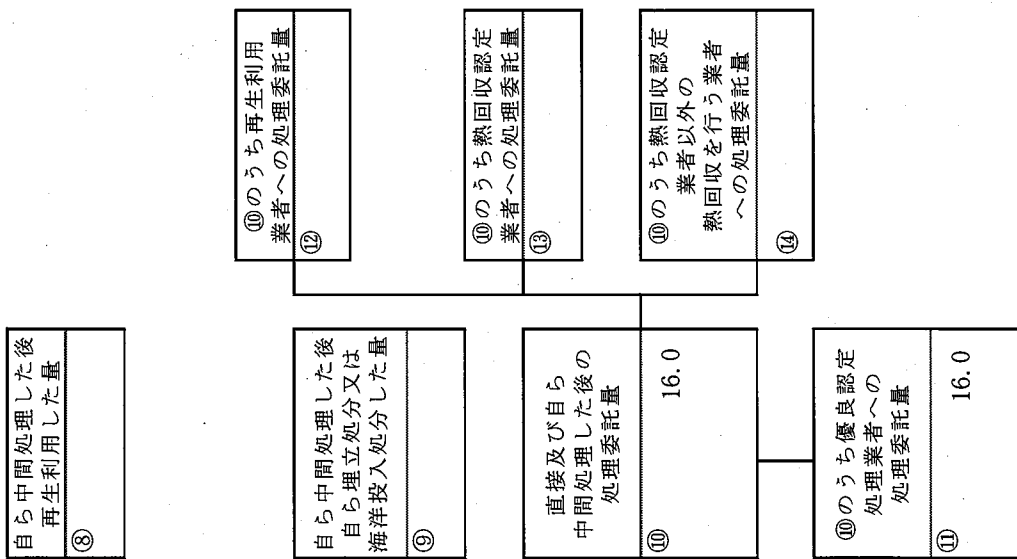 自ら中間処理した後
再生利用した量
⑧
自ら中間処理した後
自ら埋立処分又は
海洋投入処分した量
⑨
直接及び自ら
中間処理した後の
処理委託量
⑩
16.0
⑩のうち優良認定
処理業者への
処理委託量
⑪
16.0
⑩のうち再生利用
業者への処理委託量
⑫
⑩のうち熱回収認定
業者への処理委託量
⑬
⑩のうち熱回収認定
業者以外の
熱回収を行う業者
への処理委託量
⑭